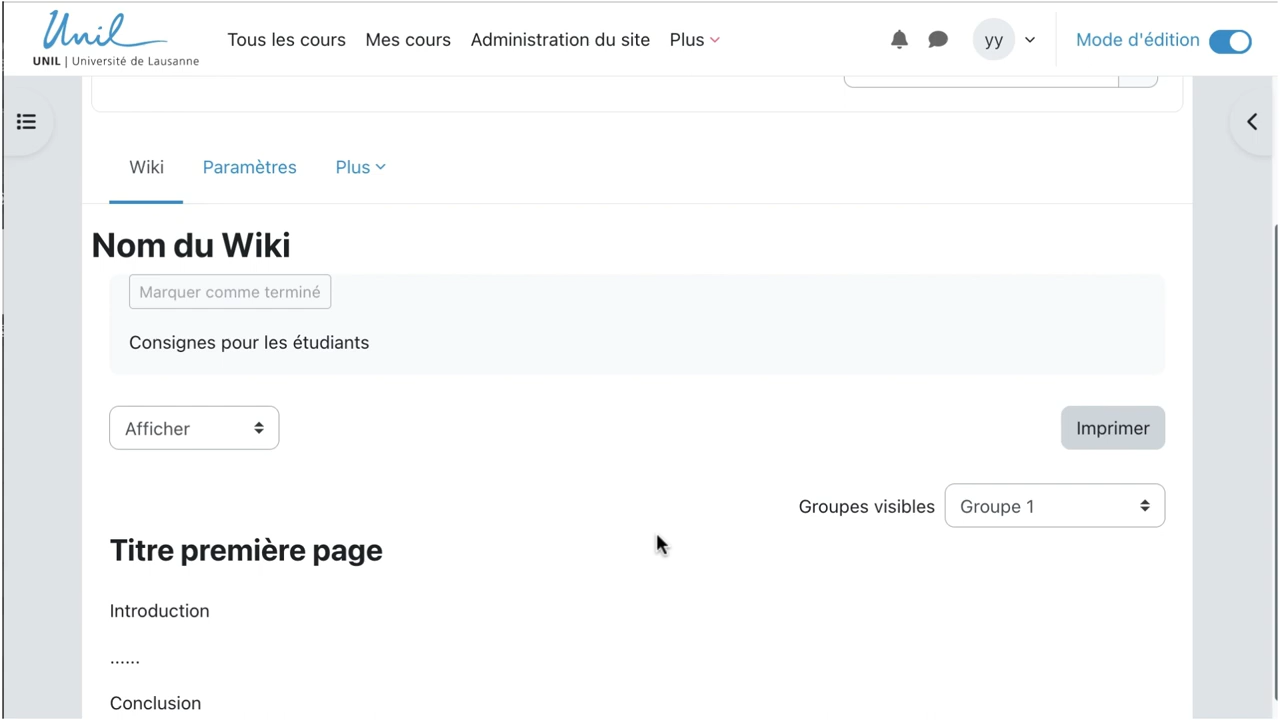 Unil
UNIL | Université de Lausanne
Tous les cours Mes cours Administration du site Plus
yy
Mode d'édition
Wiki Paramètres Plus
Nom du Wiki
Marquer comme terminé
Consignes pour les étudiants
Afficher
Imprimer
Groupes visibles Groupe 1
Titre première page
Introduction
......
Conclusion